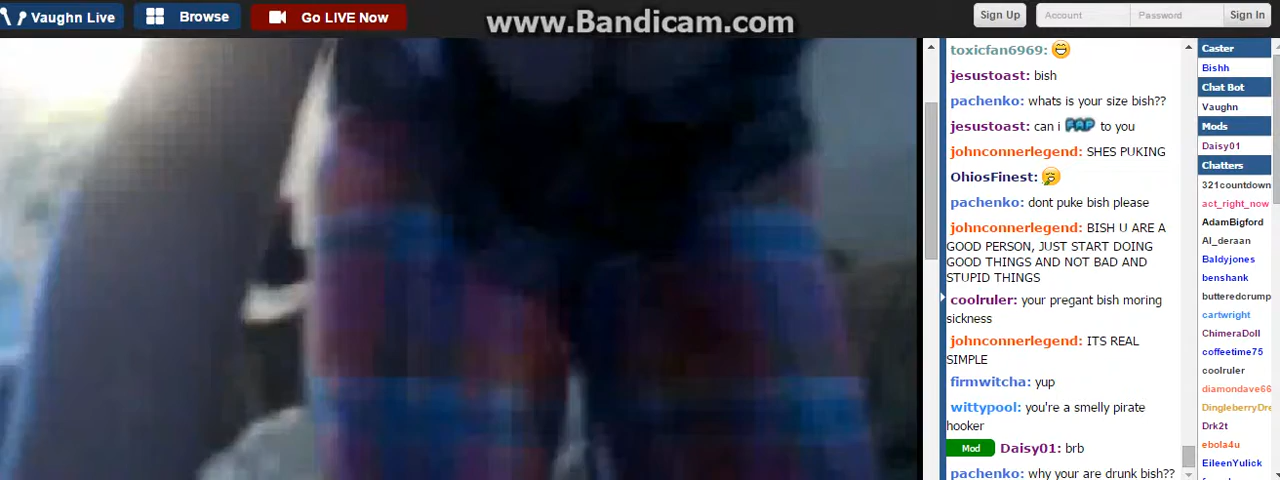 Vaughn Live
Browse
Go LIVE Now
www.Bandicam.com
Sign Up
Account
Password
Sign In
toxicfan6969:
jesustoast: bish
pachenko: whats is your size bish??
jesustoast: can i FAP to you
johnconnerlegend: SHES PUKING
OhiosFinest:
pachenko: dont puke bish please
johnconnerlegend: BISH U ARE A
GOOD PERSON, JUST START DOING
GOOD THINGS AND NOT BAD AND
STUPID THINGS
coolruler: your pregant bish moring
sickness
johnconnerlegend: ITS REAL
SIMPLE
firmwitcha: yup
wittypool: you're a smelly pirate
hooker
Mod Daisy01: brb
pachenko: why your are drunk bish??
Caster
Bishh
Chat Bot
Vaughn
Mods
Daisy01
Chatters
321countdown
act_right_now
AdamBigford
Al_deraan
Baldyjones
benshank
butteredcrump
cartwright
ChimeraDoll
coffeetime75
coolruler
diamondave66
DingleberryDre
Drk2t
ebola4u
EileenYulick